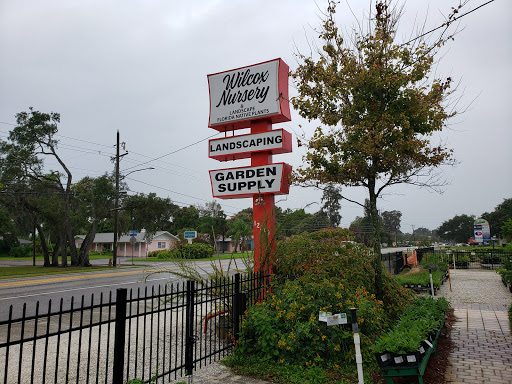 Wilcox
Nursery
&
LANDSCAPE
FLORIDA NATIVE PLANTS
LANDSCAPING
GARDEN
SUPPLY